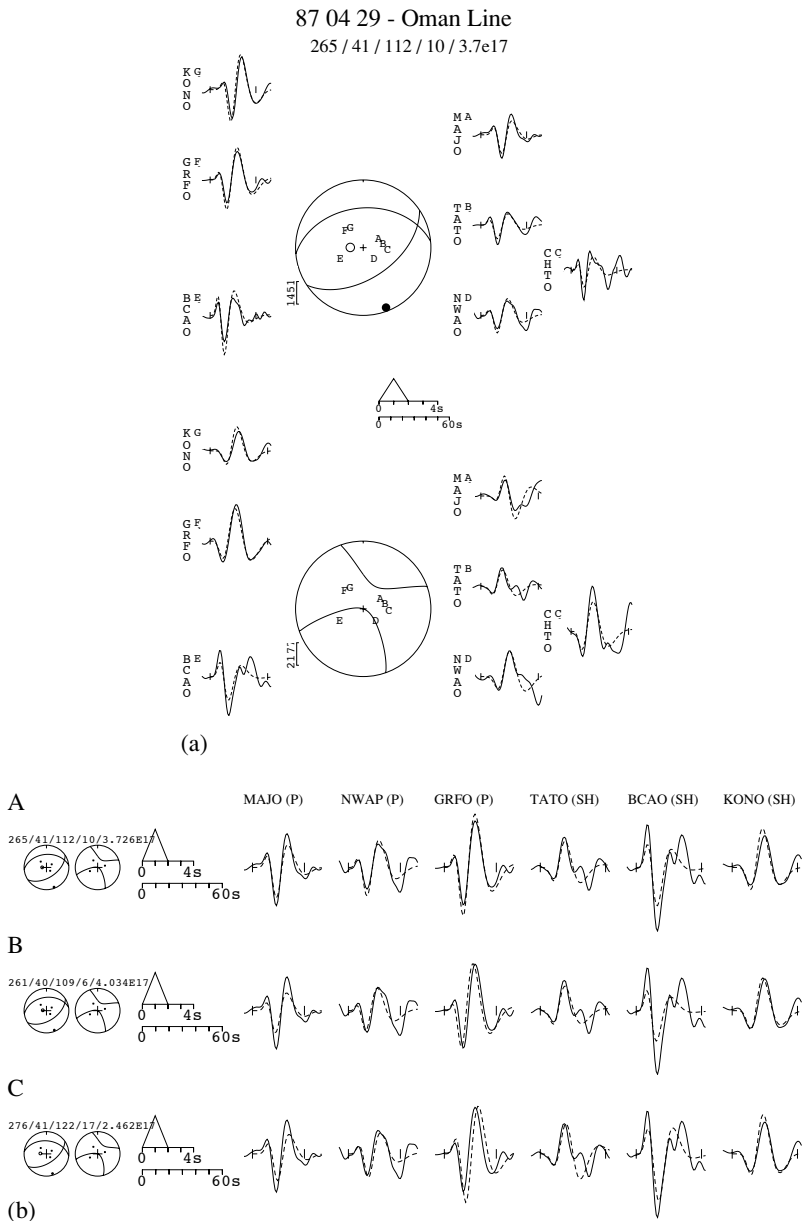 87 04 29 - Oman Line
265 / 41 / 112 / 10 / 3.7e17
KONO G
MAJO A
GRFO F
F G A B C E D
TATO B
CHTO C
BCAO E
1451
NWAO D
0 4s
0 60s
KONO G
MAJO A
GRFO F
F G A B C E D
TATO B
CHTO C
BCAO E
217
NWAO D
(a)
A
MAJO (P) NWAP (P) GRFO (P) TATO (SH) BCAO (SH) KONO (SH)
265/41/112/10/3.726E17
0 4s
0 60s
B
261/40/109/6/4.034E17
0 4s
0 60s
C
276/41/122/17/2.462E17
0 4s
0 60s
(b)